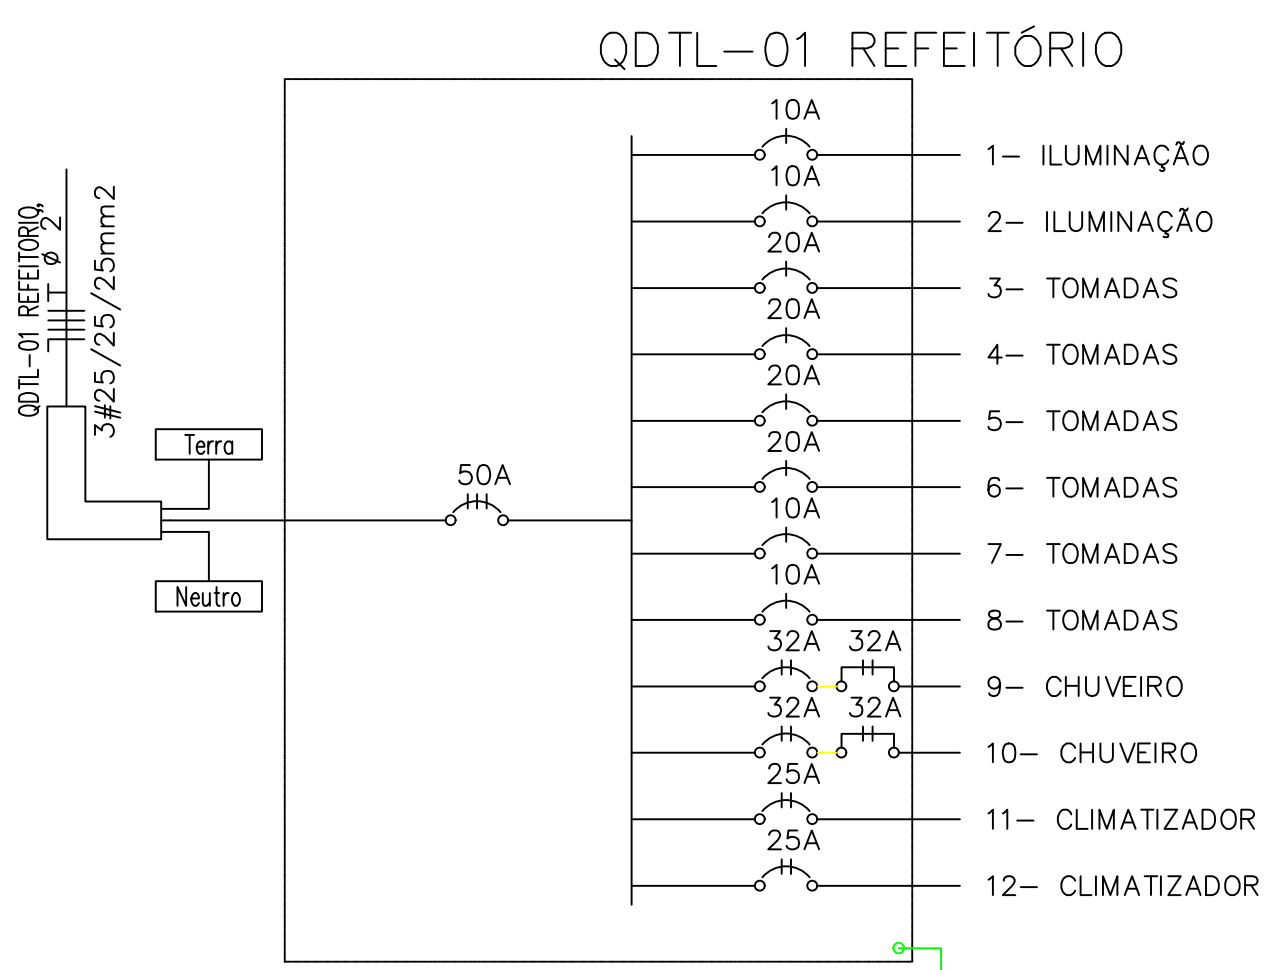 QDTL-01 REFEITÓRIO
10A
1- ILUMINAÇÃO
10A
2- ILUMINAÇÃO
20A
3- TOMADAS
20A
4- TOMADAS
20A
5- TOMADAS
20A
6- TOMADAS
10A
7- TOMADAS
10A
8- TOMADAS
32A 32A
9- CHUVEIRO
32A 32A
10- CHUVEIRO
25A
11- CLIMATIZADOR
25A
12- CLIMATIZADOR
50A
QDTL-01 REFEITORIO,
ø 2"
3#25/25/25mm2
Terra
Neutro